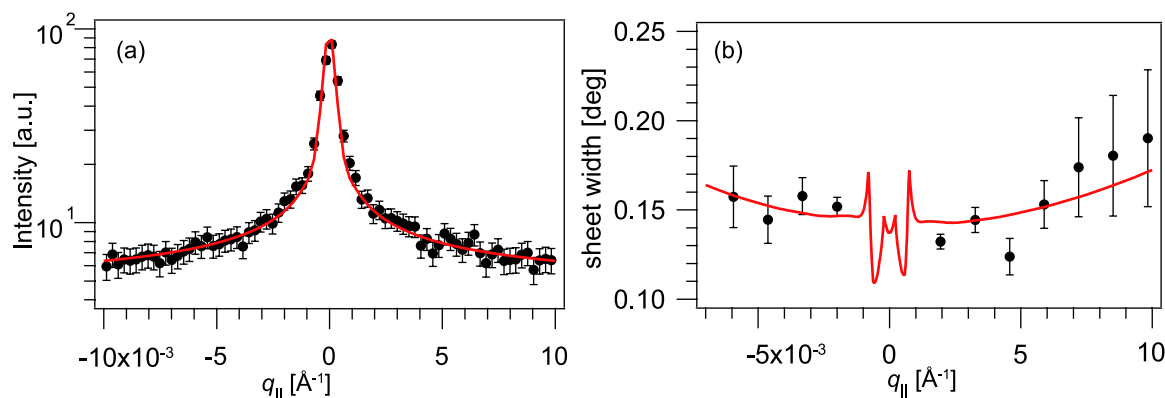 (a)
10²
10¹
Intensity [a.u.]
-10x10⁻³
-5
0
5
10
q|| [Å⁻¹]
(b)
0.25
0.20
0.15
0.10
sheet width [deg]
-5x10⁻³
0
5
10
q|| [Å⁻¹]